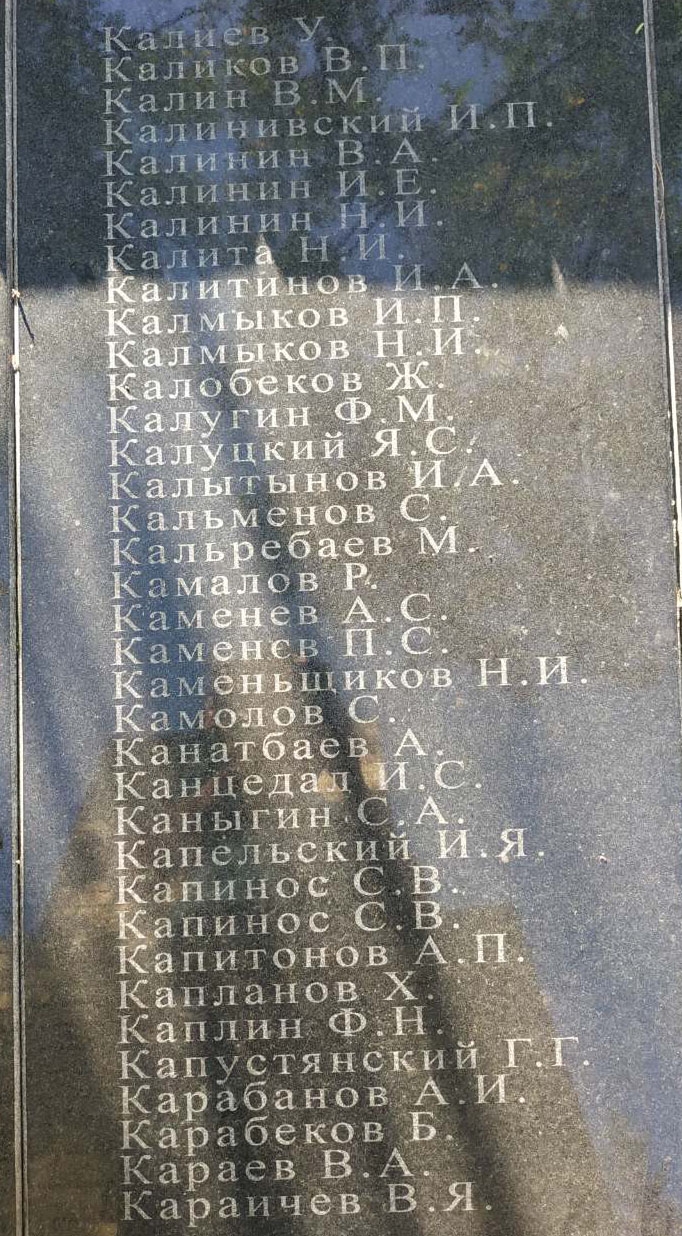 Калиев У.
Каликов В.П.
Калин В.М.
Калинивский И.П.
Калинин В.А.
Калинин И.Е.
Калинин Н.И.
Калита Н.И.
Калитинов И.А.
Калмыков И.П.
Калмыков Н.И.
Калобеков Ж.
Калугин Ф.М.
Калуцкий Я.С.
Калытынов И.А.
Кальменов С.
Кальребаев М.
Камалов Р.
Каменев А.С.
Каменев П.С.
Каменьщиков Н.И.
Камолов С.
Канатбаев А.
Канцедал И.С.
Каныгин С.А.
Капельский И.Я.
Капинос С.В.
Капинос С.В.
Капитонов А.П.
Капланов Х.
Каплин Ф.Н.
Капустянский Г.Г.
Карабанов А.И.
Карабеков Б.
Караев В.А.
Караичев В.Я.